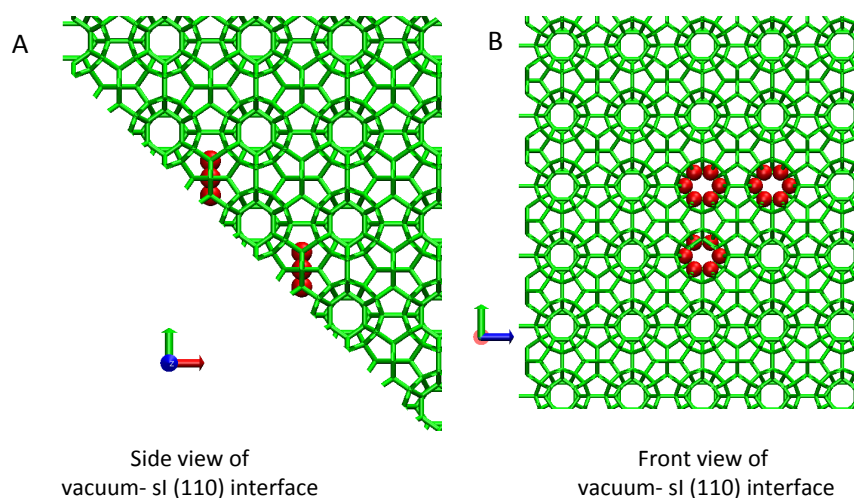 A
B
z
Side view of
vacuum- sI (110) interface
Front view of
vacuum- sI (110) interface